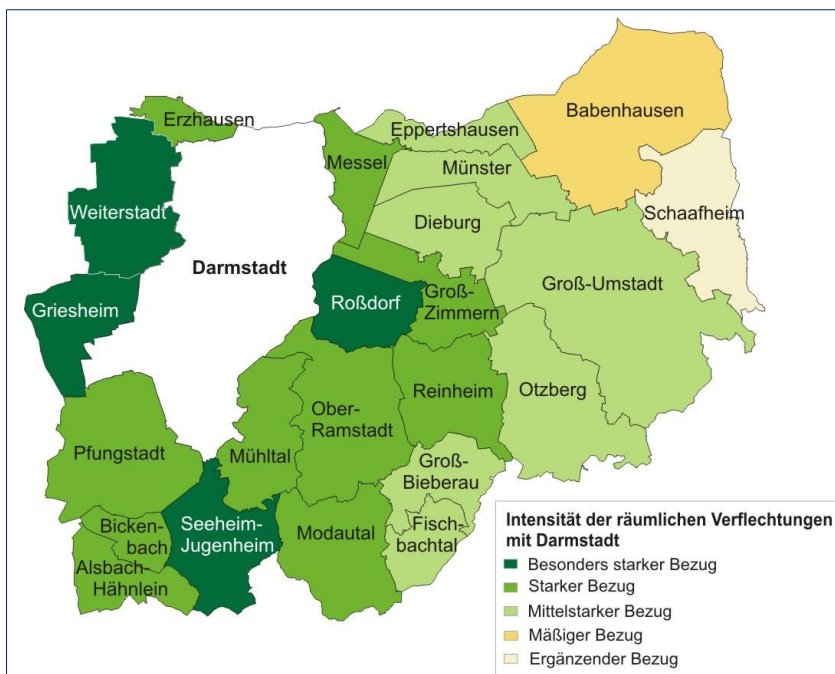 Erzhausen
Babenhausen
Eppertshausen
Messel
Münster
Weiterstadt
Schaafheim
Dieburg
Darmstadt
Groß-Umstadt
Roßdorf
Groß-
Zimmern
Griesheim
Reinheim
Otzberg
Ober-
Ramstadt
Pfungstadt
Mühltal
Groß-
Bieberau
Bickenbach
Seeheim-
Jugenheim
Modautal
Fisch-
bachtal
Alsbach-
Hähnlein
Intensität der räumlichen Verflechtungen
mit Darmstadt
Besonders starker Bezug
Starker Bezug
Mittelstarker Bezug
Mäßiger Bezug
Ergänzender Bezug